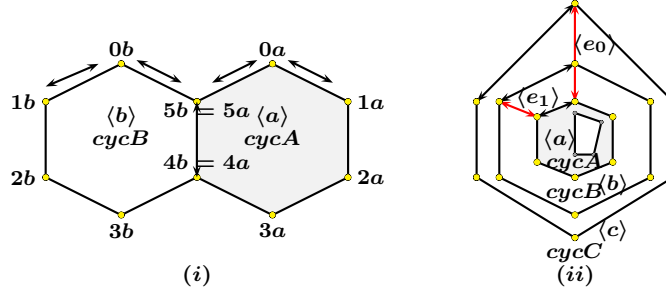 0b 0a
⟨e0⟩
1b 5b = 5a 1a
⟨b⟩ ⟨a⟩
cycB cycA
⟨e1⟩
⟨a⟩
4b = 4a
2b 2a
cycA
cycB ⟨b⟩
3b 3a
⟨c⟩
cycC
(i) (ii)